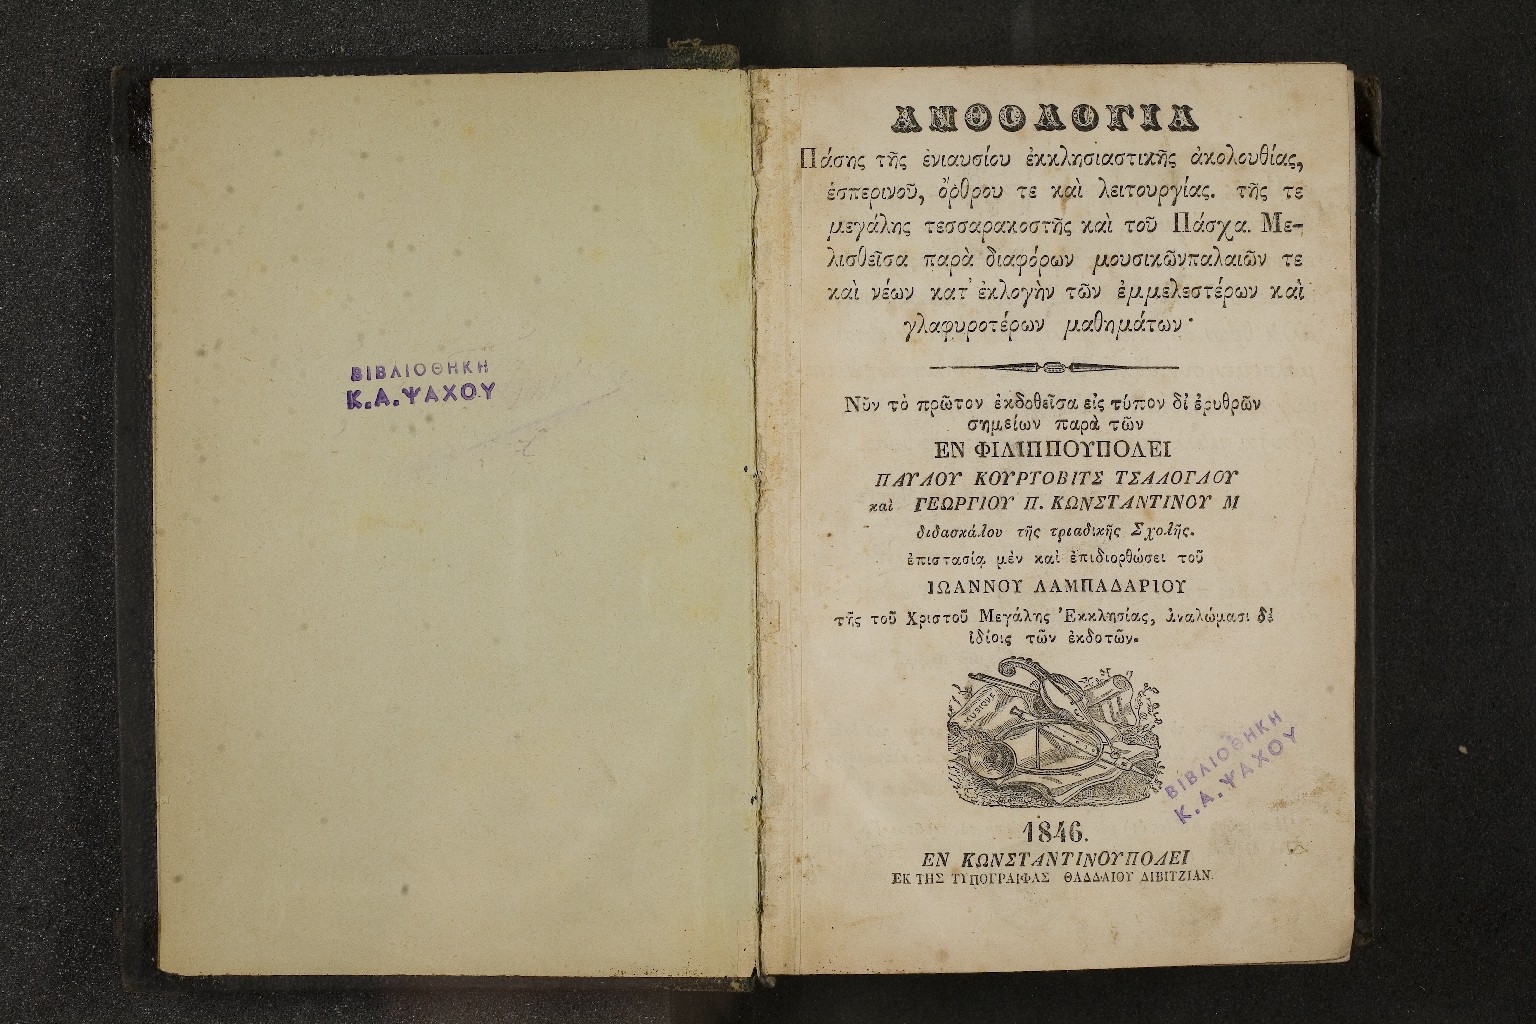 ΒΙΒΛΙΟΘΗΚΗ
Κ.Α.ΨΑΧΟΥ
ΑΝΘΟΛΟΓΙΑ
Πάσης τῆς ἐνιαυσίου ἐκκλησιαστικῆς ἀκολουθίας,
ἑσπερινοῦ, ὄρθρου τε καὶ λειτουργίας. τῆς τε
μεγάλης τεσσαρακοστῆς καὶ τοῦ Πάσχα. Με-
λισθεῖσα παρὰ διαφόρων μουσικῶνπαλαιῶν τε
καὶ νέων κατ' ἐκλογὴν τῶν ἐμμελεστέρων καὶ
γλαφυροτέρων μαθημάτων·
Νῦν τὸ πρῶτον ἐκδοθεῖσα εἰς τύπον δι' ἐρυθρῶν
σημείων παρὰ τῶν
ΕΝ ΦΙΛΙΠΠΟΥΠΟΛΕΙ
ΠΑΥΛΟΥ ΚΟΥΡΤΟΒΙΤΣ ΤΣΑΛΟΓΛΟΥ
καὶ ΓΕΩΡΓΙΟΥ Π. ΚΩΝΣΤΑΝΤΙΝΟΥ Μ
διδασκάλου τῆς τριαδικῆς Σχολῆς.
ἐπιστασίᾳ μὲν καὶ ἐπιδιορθώσει τοῦ
ΙΩΑΝΝΟΥ ΛΑΜΠΑΔΑΡΙΟΥ
τῆς τοῦ Χριστοῦ Μεγάλης Ἐκκλησίας, ἀναλώμασι δὲ
ἰδίοις τῶν ἐκδοτῶν.
MUSIQUE
ΒΙΒΛΙΟΘΗΚΗ
Κ.Α.ΨΑΧΟΥ
1846.
ΕΝ ΚΩΝΣΤΑΝΤΙΝΟΥΠΟΛΕΙ
ΕΚ ΤΗΣ ΤΥΠΟΓΡΑΙΦΑΣ ΘΑΔΔΑΙΟΥ ΔΙΒΙΤΖΙΑΝ.